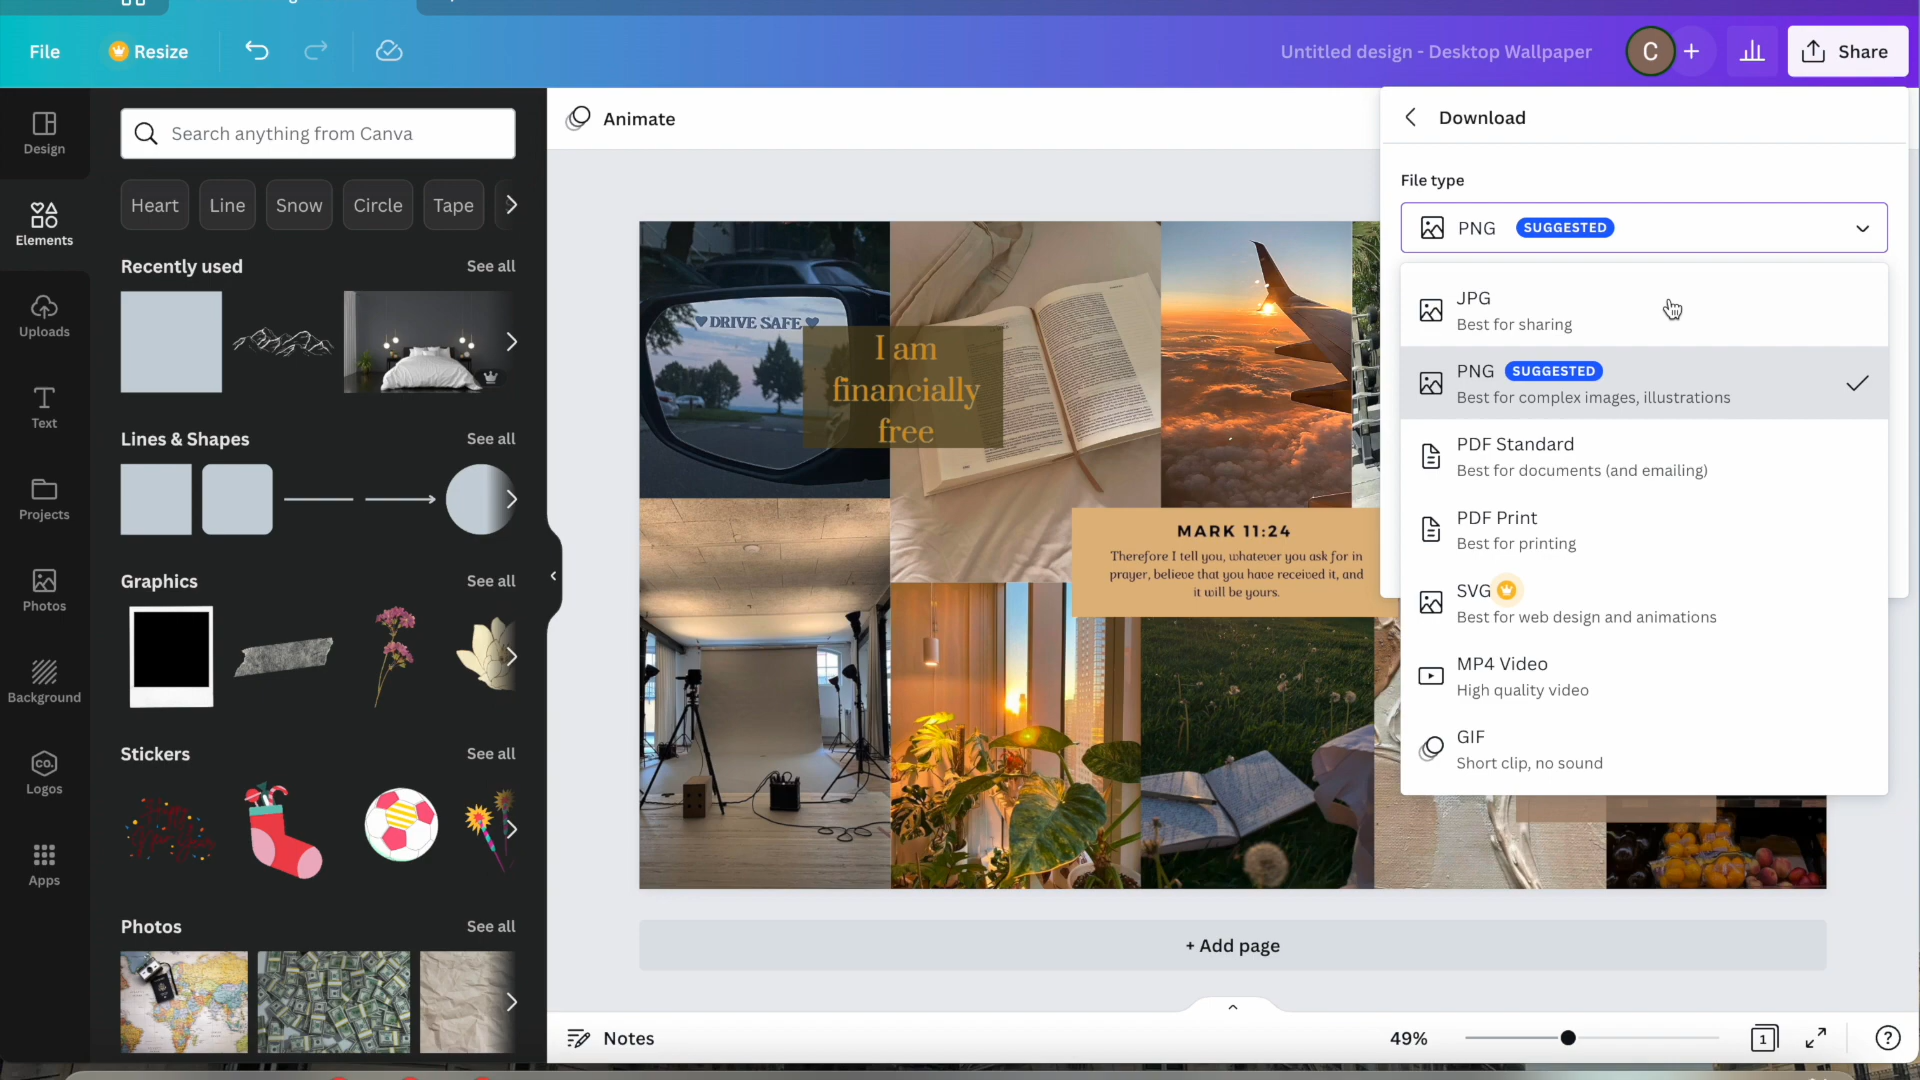 File
Resize
Untitled design - Desktop Wallpaper
C
Share
Design
Elements
Uploads
Text
Projects
Photos
Background
CO.
Logos
Apps
Search anything from Canva
Heart
Line
Snow
Circle
Tape
Recently used
See all
Lines & Shapes
See all
Graphics
See all
Stickers
See all
Happy
New Year
Photos
See all
Animate
DRIVE SAFE
I am
financially
free
MARK 11:24
Therefore I tell you, whatever you ask for in
prayer, believe that you have received it, and
it will be yours.
+ Add page
Notes
49%
1
?
Download
File type
PNG SUGGESTED
JPG
Best for sharing
PNG SUGGESTED
Best for complex images, illustrations
PDF Standard
Best for documents (and emailing)
PDF Print
Best for printing
SVG
Best for web design and animations
MP4 Video
High quality video
GIF
Short clip, no sound